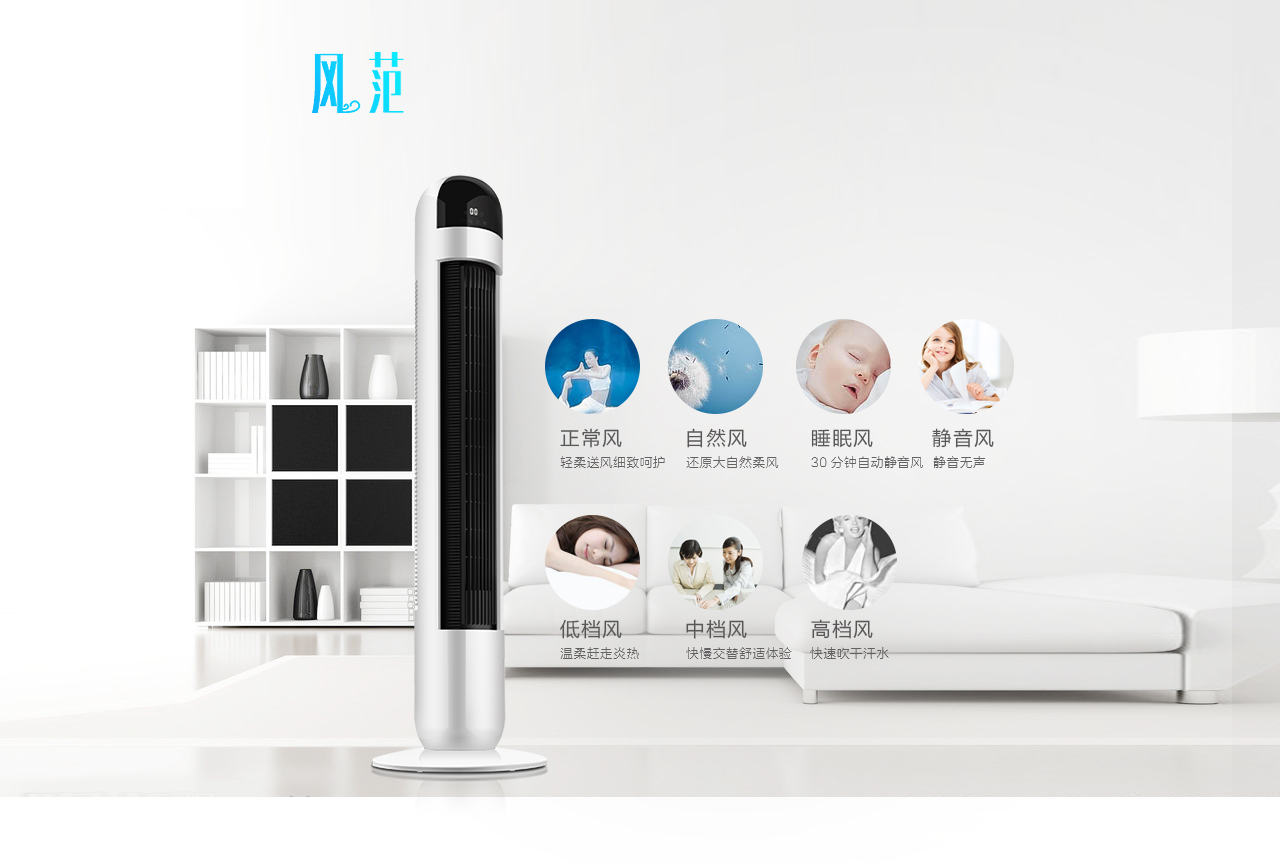 风范
00
正常风
轻柔送风细致呵护
自然风
还原大自然柔风
睡眠风
30 分钟自动静音风
静音风
静音无声
低档风
温柔赶走炎热
中档风
快慢交替舒适体验
高档风
快速吹干汗水